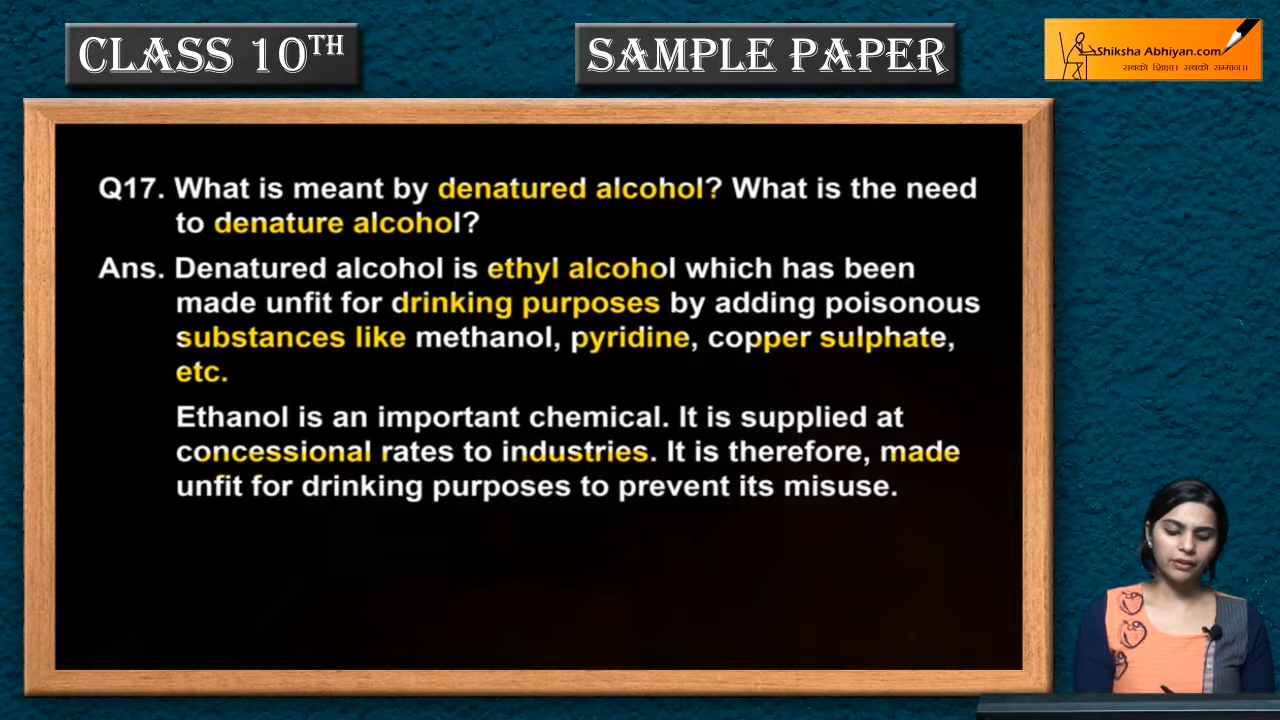 CLASS 10TH
SAMPLE PAPER
Shiksha Abhiyan.com
सबको शिक्षा। सबको सम्मान।।
Q17. What is meant by denatured alcohol? What is the need
to denature alcohol?
Ans. Denatured alcohol is ethyl alcohol which has been
made unfit for drinking purposes by adding poisonous
substances like methanol, pyridine, copper sulphate,
etc.
Ethanol is an important chemical. It is supplied at
concessional rates to industries. It is therefore, made
unfit for drinking purposes to prevent its misuse.